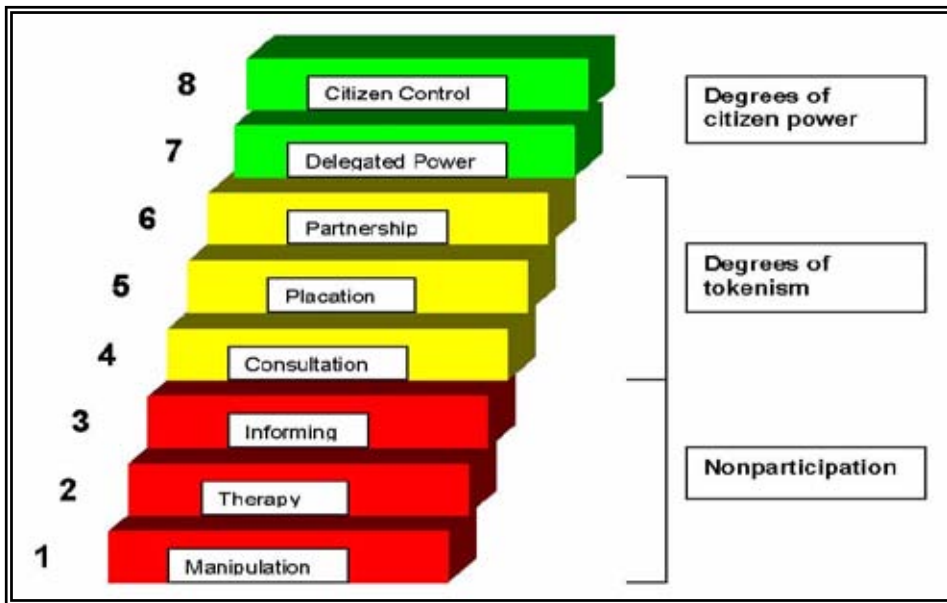 8
Citizen Control
7
Delegated Power
6
Partnership
5
Placation
4
Consultation
3
Informing
2
Therapy
1
Manipulation
Degrees of
citizen power
Degrees of
tokenism
Nonparticipation